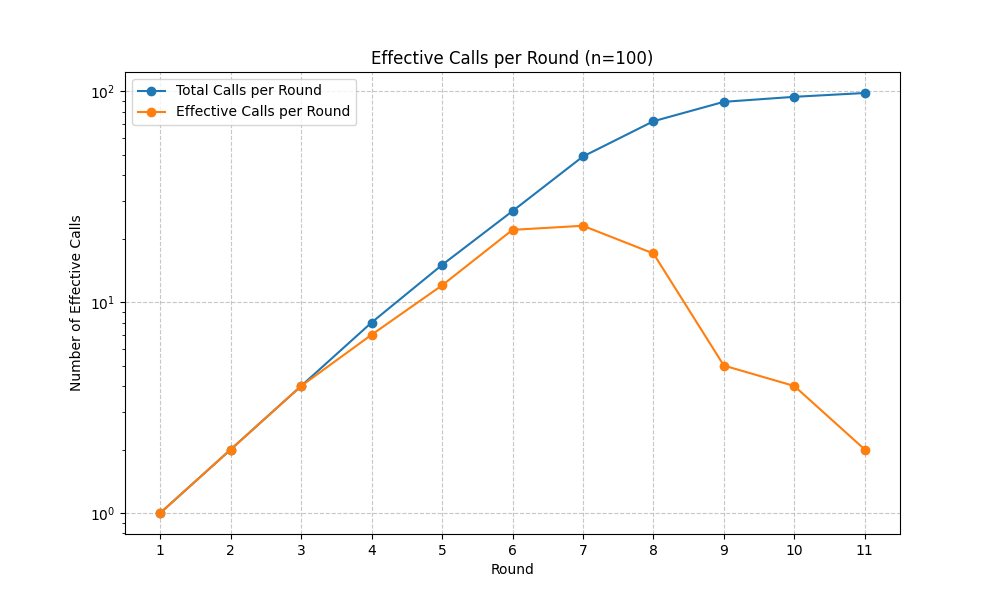 Effective Calls per Round (n=100)
Total Calls per Round
Effective Calls per Round
Number of Effective Calls
10²
10¹
10⁰
1 2 3 4 5 6 7 8 9 10 11
Round